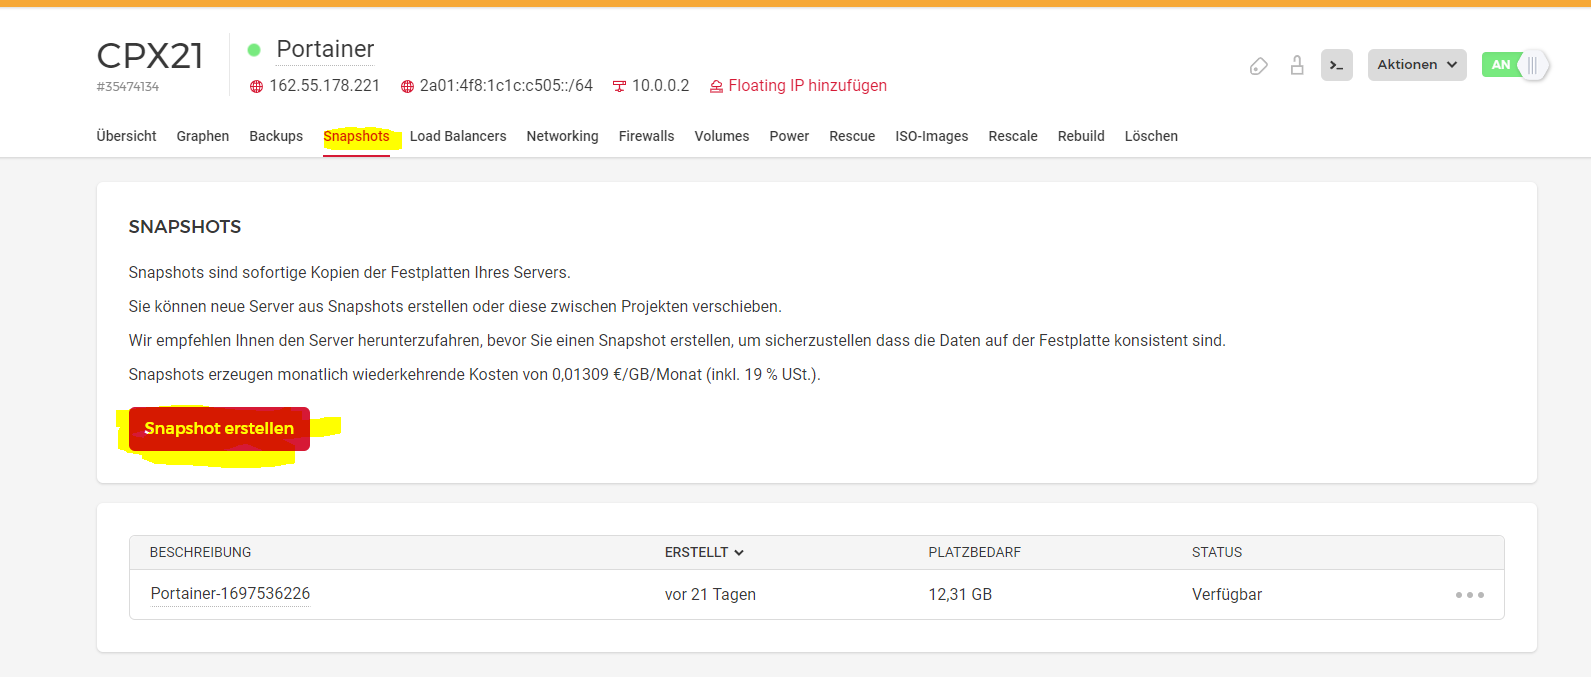 CPX21
#35474134
Portainer
162.55.178.221 2a01:4f8:1c1c:c505::/64 10.0.0.2 Floating IP hinzufügen
>_ Aktionen AN
Übersicht Graphen Backups Snapshots Load Balancers Networking Firewalls Volumes Power Rescue ISO-Images Rescale Rebuild Löschen
SNAPSHOTS
Snapshots sind sofortige Kopien der Festplatten Ihres Servers.
Sie können neue Server aus Snapshots erstellen oder diese zwischen Projekten verschieben.
Wir empfehlen Ihnen den Server herunterzufahren, bevor Sie einen Snapshot erstellen, um sicherzustellen dass die Daten auf der Festplatte konsistent sind.
Snapshots erzeugen monatlich wiederkehrende Kosten von 0,01309 €/GB/Monat (inkl. 19 % USt.).
Snapshot erstellen
BESCHREIBUNG ERSTELLT PLATZBEDARF STATUS
Portainer-1697536226 vor 21 Tagen 12,31 GB Verfügbar